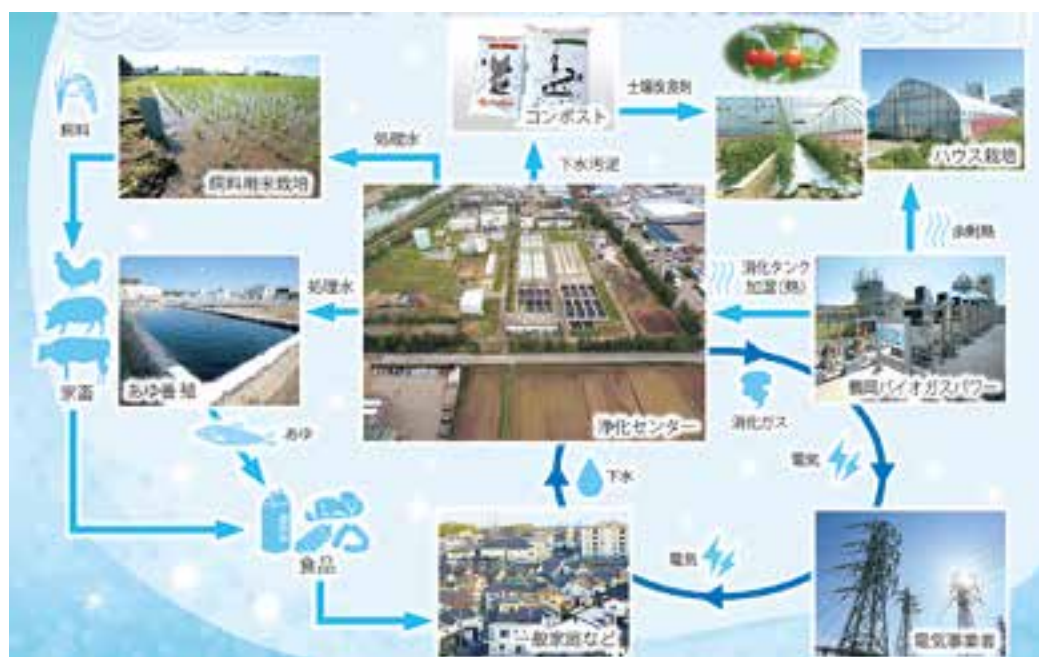 飼料
処理水
飼料用米栽培
コンポスト
土壌改良剤
ハウス栽培
下水汚泥
余剰熱
処理水
消化タンク
加温(熱)
鶴岡バイオガスパワー
家畜
あゆ養殖
浄化センター
消化ガス
あゆ
電気
下水
食品
電気
一般家庭など
電気事業者